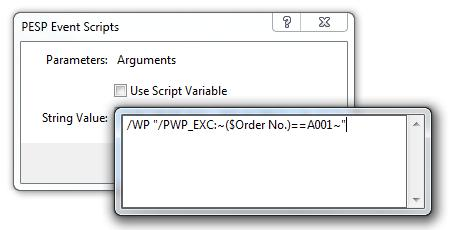 PESP Event Scripts
?
Parameters: Arguments
Use Script Variable
String Value:
/WP "/PWP_EXC:~($Order No.)==A001~"